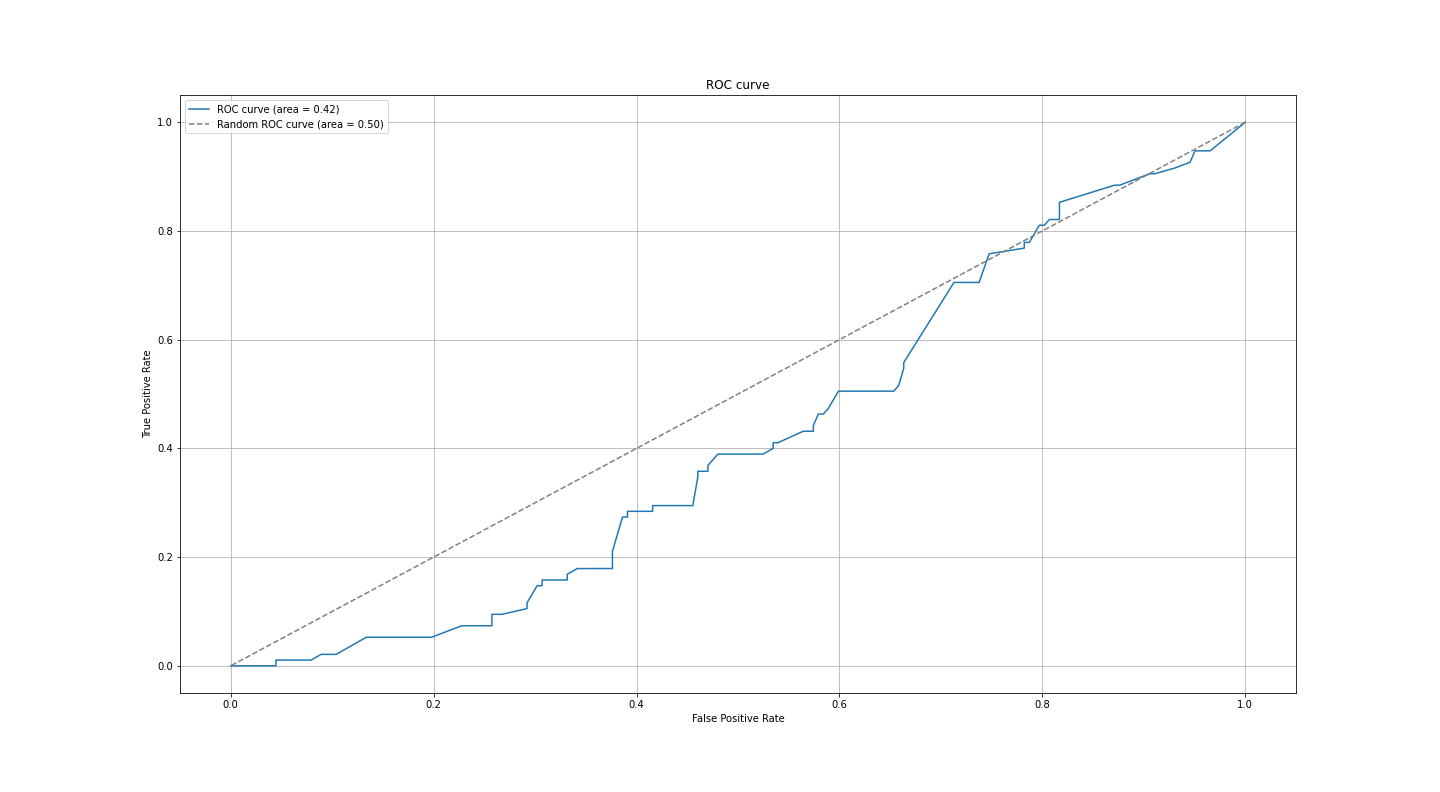 ROC curve
ROC curve (area = 0.42)
Random ROC curve (area = 0.50)
1.0
0.8
0.6
0.4
0.2
0.0
True Positive Rate
0.0 0.2 0.4 0.6 0.8 1.0
False Positive Rate